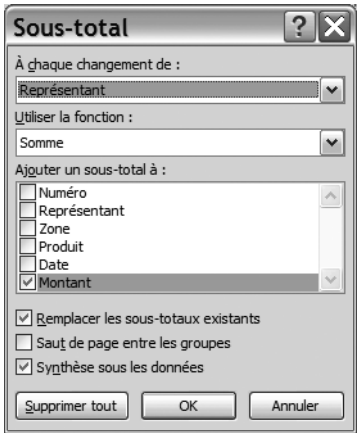 Sous-total
À chaque changement de :
Représentant
Utiliser la fonction :
Somme
Ajouter un sous-total à :
Numéro
Représentant
Zone
Produit
Date
Montant
Remplacer les sous-totaux existants
Saut de page entre les groupes
Synthèse sous les données
Supprimer tout
OK
Annuler